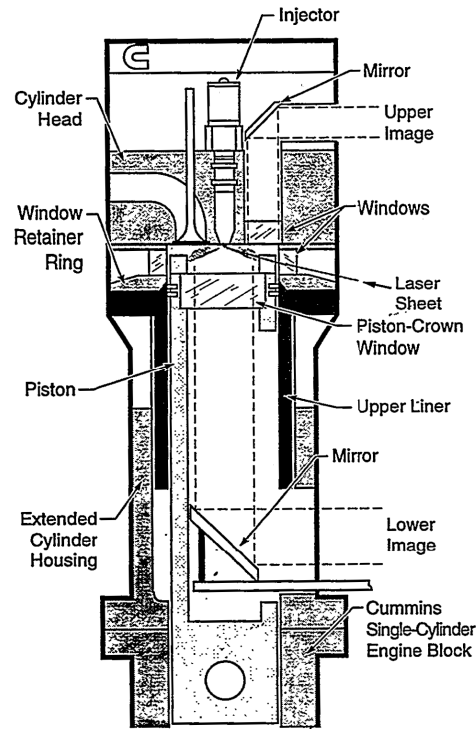 Injector
Mirror
Cylinder
Head
Upper
Image
Window
Retainer
Ring
Windows
Laser
Sheet
Piston-Crown
Window
Piston
Upper Liner
Mirror
Extended
Cylinder
Housing
Lower
Image
Cummins
Single-Cylinder
Engine Block